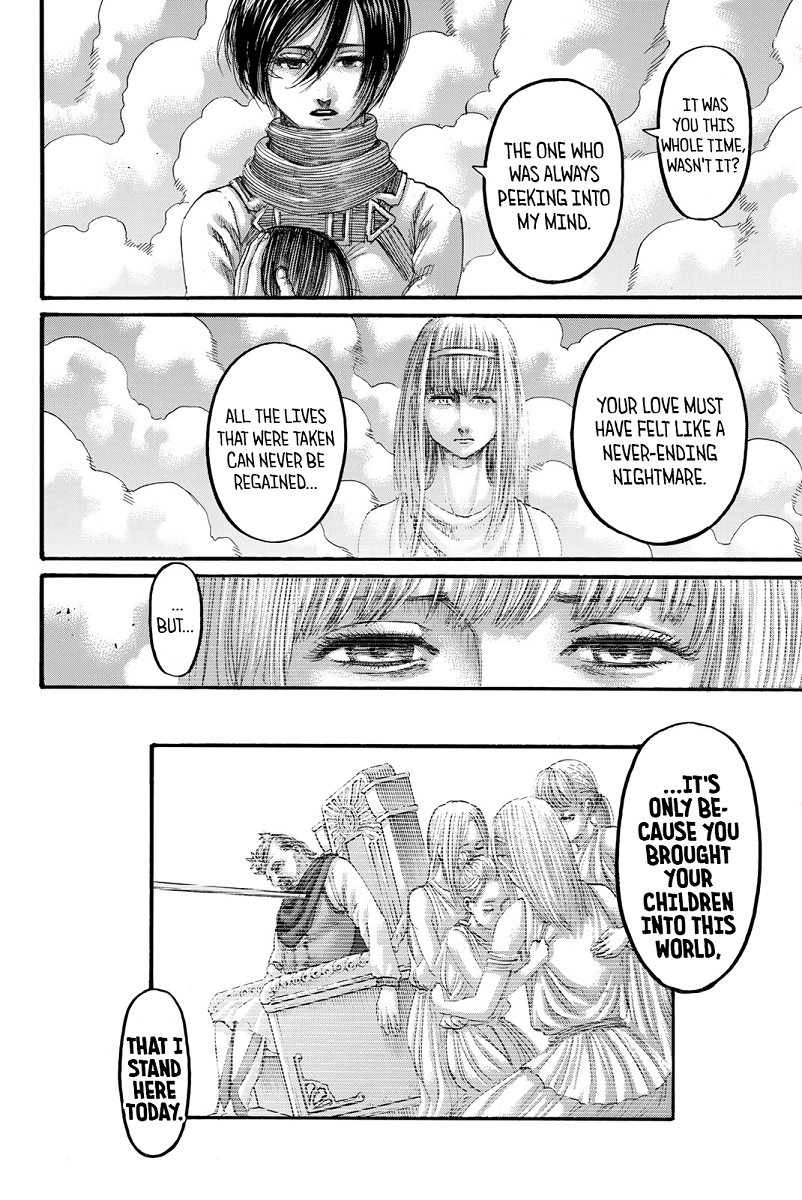 IT WAS
YOU THIS
WHOLE TIME,
WASN'T IT?
THE ONE WHO
WAS ALWAYS
PEEKING INTO
MY MIND.
YOUR LOVE MUST
HAVE FELT LIKE A
NEVER-ENDING
NIGHTMARE.
ALL THE LIVES
THAT WERE TAKEN
CAN NEVER BE
REGAINED...
...
BUT...
...IT'S
ONLY BE-
CAUSE YOU
BROUGHT
YOUR
CHILDREN
INTO THIS
WORLD,
THAT I
STAND
HERE
TODAY.